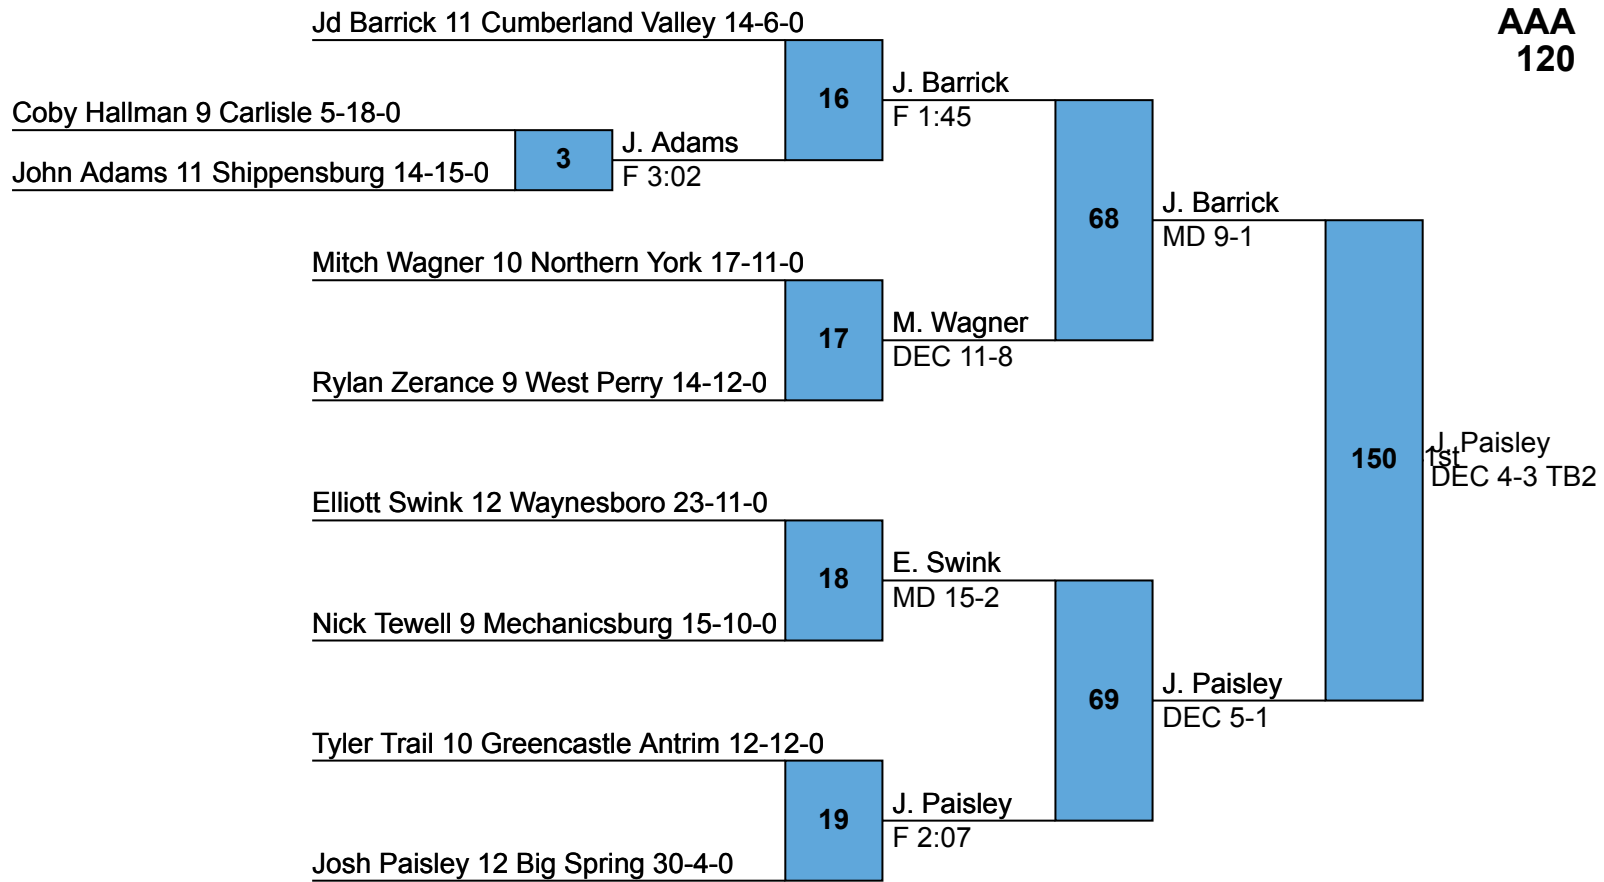 Jd Barrick 11 Cumberland Valley 14-6-0
AAA
120
16
J. Barrick
F 1:45
Coby Hallman 9 Carlisle 5-18-0
3
J. Adams
F 3:02
John Adams 11 Shippensburg 14-15-0
68
J. Barrick
MD 9-1
Mitch Wagner 10 Northern York 17-11-0
17
M. Wagner
DEC 11-8
Rylan Zerance 9 West Perry 14-12-0
150
1st
J. Paisley
DEC 4-3 TB2
Elliott Swink 12 Waynesboro 23-11-0
18
E. Swink
MD 15-2
Nick Tewell 9 Mechanicsburg 15-10-0
69
J. Paisley
DEC 5-1
Tyler Trail 10 Greencastle Antrim 12-12-0
19
J. Paisley
F 2:07
Josh Paisley 12 Big Spring 30-4-0